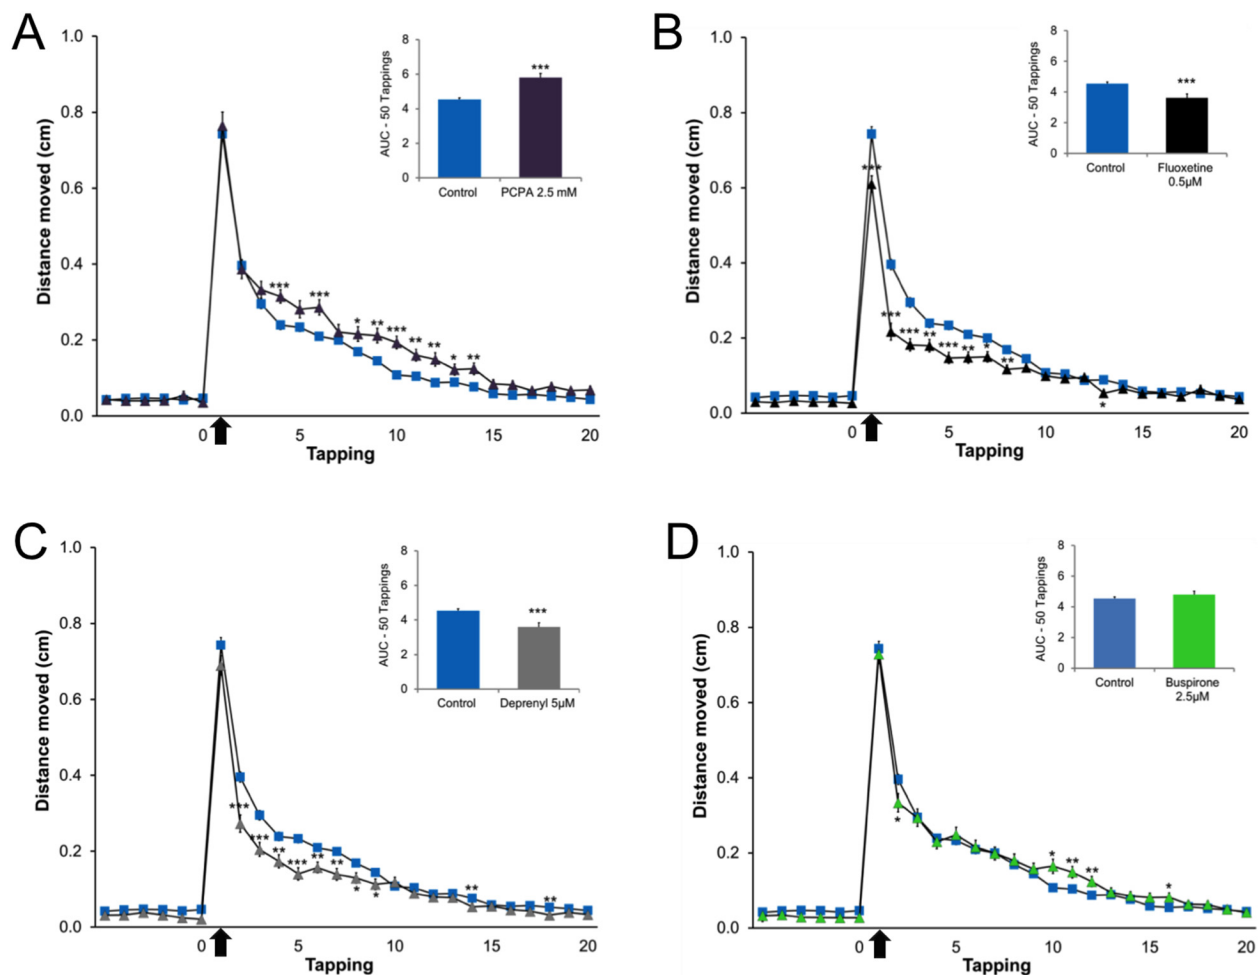 A
1.0
0.8
0.6
0.4
0.2
0.0
Distance moved (cm)
0 5 10 15 20
Tapping
*** *** * ** *** ** ** * **
8
6
4
2
0
AUC - 50 Tappings
***
Control PCPA 2.5 mM
B
1.0
0.8
0.6
0.4
0.2
0.0
Distance moved (cm)
0 5 10 15 20
Tapping
*** *** *** ** *** ** * ** *
8
6
4
2
0
AUC - 50 Tappings
***
Control Fluoxetine
0.5µM
C
1.0
0.8
0.6
0.4
0.2
0.0
Distance moved (cm)
0 5 10 15 20
Tapping
*** *** ** *** ** ** * * ** **
8
6
4
2
0
AUC - 50 Tappings
***
Control Deprenyl 5µM
D
1.0
0.8
0.6
0.4
0.2
0.0
Distance moved (cm)
0 5 10 15 20
Tapping
* * ** ** *
8
6
4
2
0
AUC - 50 Tappings
Control Buspirone
2.5µM